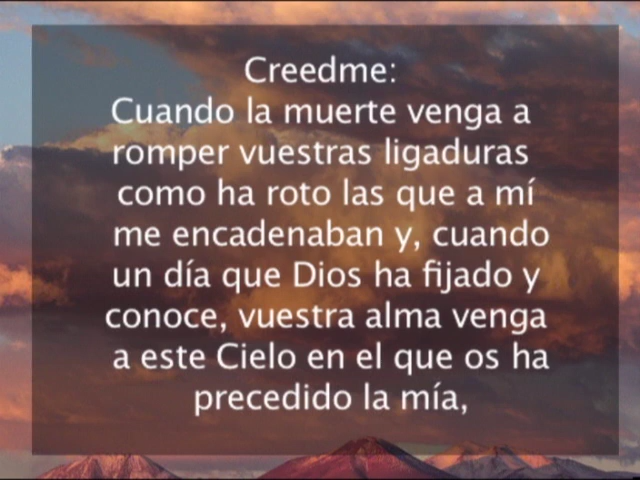 Creedme:
Cuando la muerte venga a
romper vuestras ligaduras
como ha roto las que a mí
me encadenaban y, cuando
un día que Dios ha fijado y
conoce, vuestra alma venga
a este Cielo en el que os ha
precedido la mía,